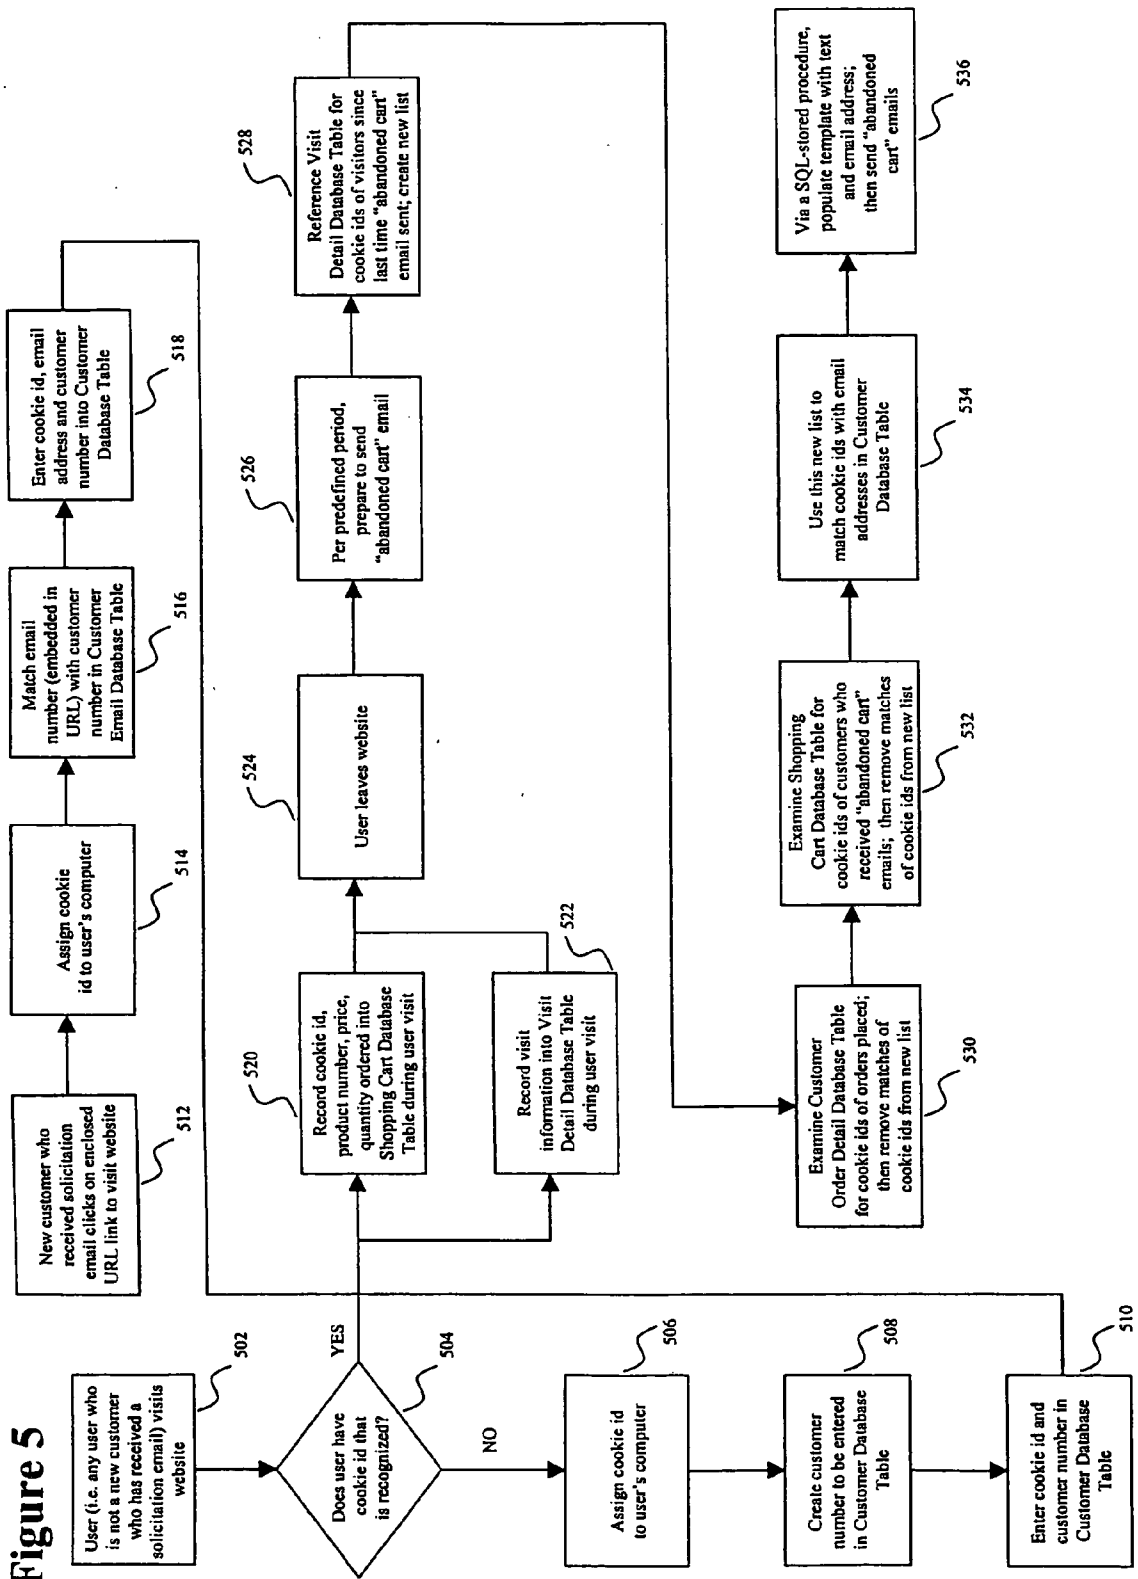 Figure 5
User (i.e. any user who
is not a new customer
who has received a
solicitation email) visits
website
502
Does user have
cookie id that
is recognized?
504
YES
NO
Assign cookie id
to user's computer
506
Create customer
number to be entered
in Customer Database
Table
508
Enter cookie id and
customer number in
Customer Database
Table
510
New customer who
received solicitation
email clicks on enclosed
URL link to visit website
512
Assign cookie
id to user's computer
514
Match email
number (embedded in
URL) with customer
number in Customer
Email Database Table
516
Enter cookie id, email
address and customer
number into Customer
Database Table
518
Record cookie id,
product number, price,
quantity ordered into
Shopping Cart Database
Table during user visit
520
Record visit
information into Visit
Detail Database Table
during user visit
522
User leaves website
524
Per predefined period,
prepare to send
“abandoned cart” email
526
Reference Visit
Detail Database Table for
cookie ids of visitors since
last time “abandoned cart”
email sent; create new list
528
Examine Customer
Order Detail Database Table
for cookie ids of orders placed;
then remove matches of
cookie ids from new list
530
Examine Shopping
Cart Database Table for
cookie ids of customers who
received “abandoned cart”
emails; then remove matches
of cookie ids from new list
532
Use this new list to
match cookie ids with email
addresses in Customer
Database Table
534
Via a SQL-stored procedure,
populate template with text
and email address;
then send “abandoned
cart” emails
536